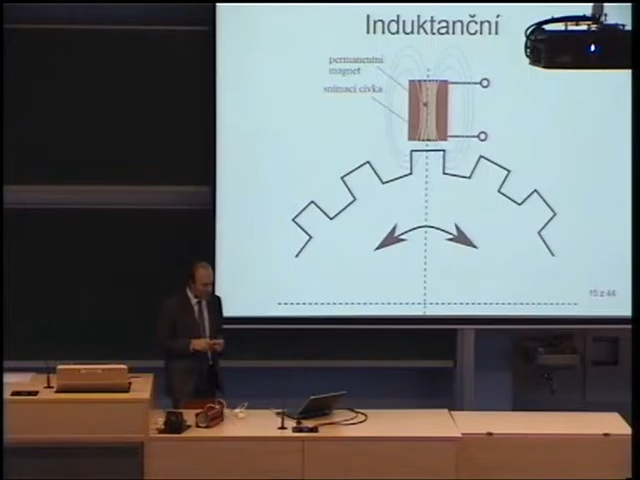 Induktanční
permanentní
magnet
snímací cívka
15 z 44